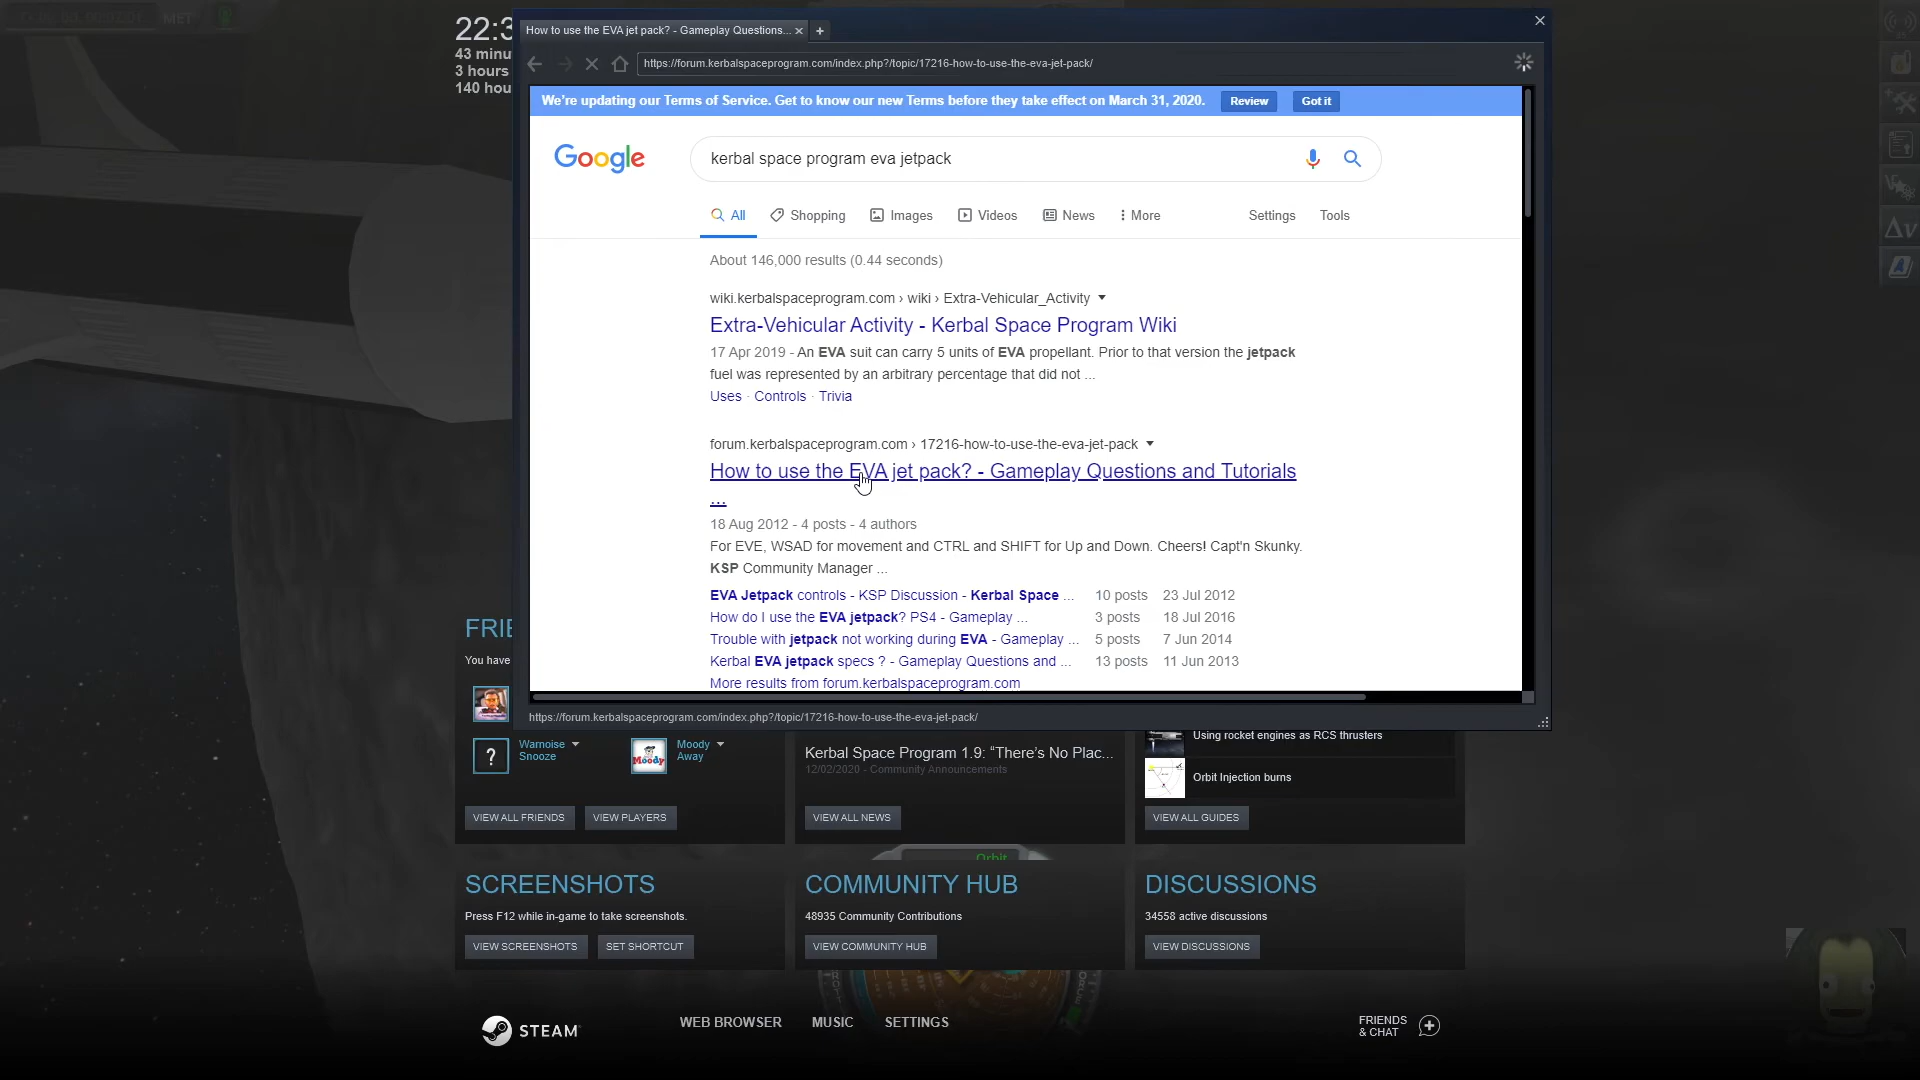 MET
22:3
43 minu
3 hours
140 hou
How to use the EVA jet pack? - Gameplay Questions...
https://forum.kerbalspaceprogram.com/index.php?/topic/17216-how-to-use-the-eva-jet-pack/
We're updating our Terms of Service. Get to know our new Terms before they take effect on March 31, 2020. Review Got it
Google
kerbal space program eva jetpack
All Shopping Images Videos News More Settings Tools
About 146,000 results (0.44 seconds)
wiki.kerbalspaceprogram.com › wiki › Extra-Vehicular_Activity
Extra-Vehicular Activity - Kerbal Space Program Wiki
17 Apr 2019 - An EVA suit can carry 5 units of EVA propellant. Prior to that version the jetpack
fuel was represented by an arbitrary percentage that did not ...
Uses · Controls · Trivia
forum.kerbalspaceprogram.com › 17216-how-to-use-the-eva-jet-pack
How to use the EVA jet pack? - Gameplay Questions and Tutorials
...
18 Aug 2012 - 4 posts - 4 authors
For EVE, WSAD for movement and CTRL and SHIFT for Up and Down. Cheers! Capt'n Skunky.
KSP Community Manager ...
EVA Jetpack controls - KSP Discussion - Kerbal Space ... 10 posts 23 Jul 2012
How do I use the EVA jetpack? PS4 - Gameplay ... 3 posts 18 Jul 2016
Trouble with jetpack not working during EVA - Gameplay ... 5 posts 7 Jun 2014
Kerbal EVA jetpack specs ? - Gameplay Questions and ... 13 posts 11 Jun 2013
More results from forum.kerbalspaceprogram.com
https://forum.kerbalspaceprogram.com/index.php?/topic/17216-how-to-use-the-eva-jet-pack/
FRIE
You have
Warnoise
Snooze
Moody
Away
VIEW ALL FRIENDS VIEW PLAYERS
Kerbal Space Program 1.9: “There's No Plac...
12/02/2020 - Community Announcements
VIEW ALL NEWS
Using rocket engines as RCS thrusters
Orbit Injection burns
VIEW ALL GUIDES
Orbit
SCREENSHOTS
Press F12 while in-game to take screenshots.
VIEW SCREENSHOTS SET SHORTCUT
COMMUNITY HUB
48935 Community Contributions
VIEW COMMUNITY HUB
DISCUSSIONS
34558 active discussions
VIEW DISCUSSIONS
STEAM
WEB BROWSER MUSIC SETTINGS
FRIENDS
& CHAT
Δv